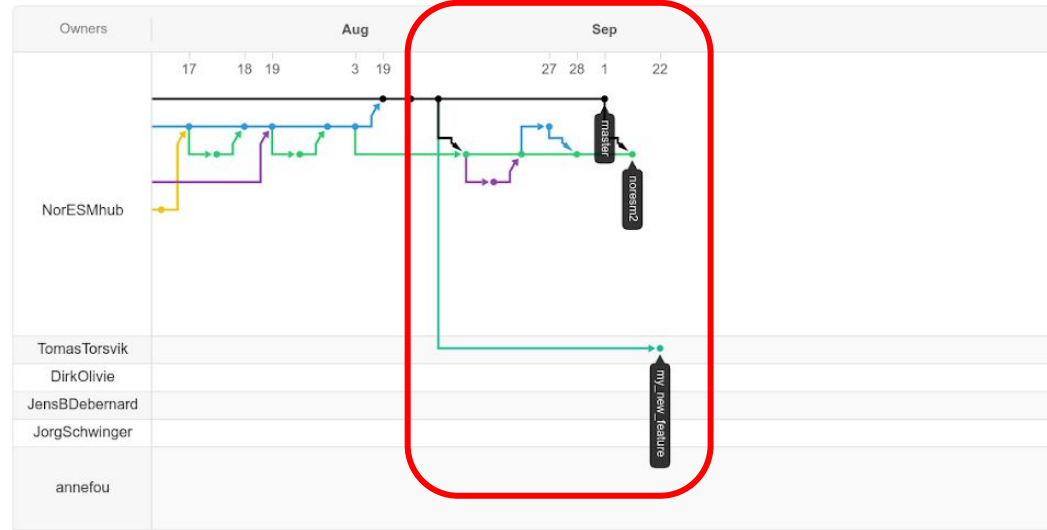 Owners Aug Sep
17 18 19 3 19 27 28 1 22
master
noresm2
NorESMhub
TomasTorsvik
DirkOlivie
JensBDebernard
JorgSchwinger
my_new_feature
annefou